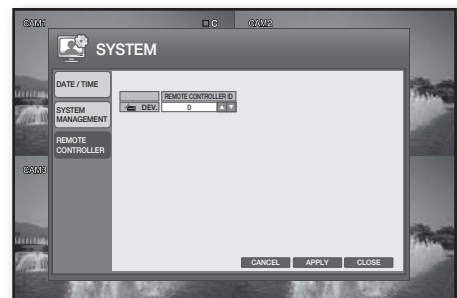 CAM1
C
CAM2
SYSTEM
DATE / TIME
SYSTEM
MANAGEMENT
REMOTE
CONTROLLER
REMOTE CONTROLLER ID
DEV.
0
CAM3
CANCEL
APPLY
CLOSE